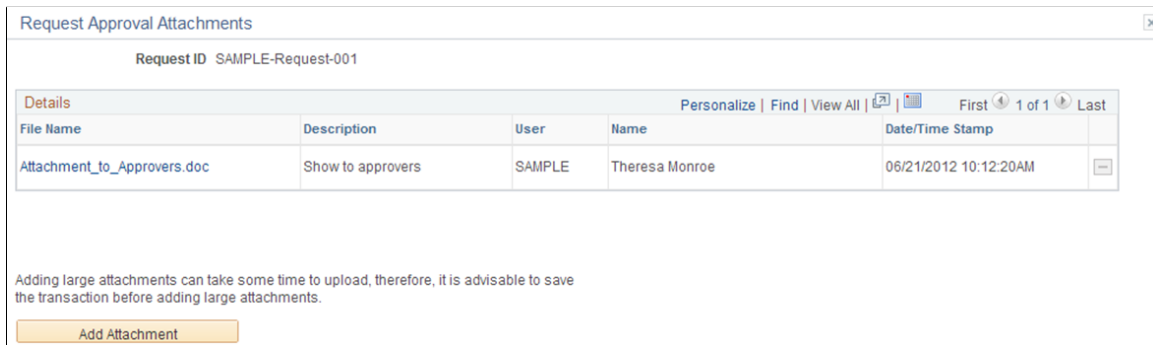 Request Approval Attachments
Request ID SAMPLE-Request-001
Details Personalize | Find | View All | | First 1 of 1 Last
File Name Description User Name Date/Time Stamp
Attachment_to_Approvers.doc Show to approvers SAMPLE Theresa Monroe 06/21/2012 10:12:20AM
Adding large attachments can take some time to upload, therefore, it is advisable to save
the transaction before adding large attachments.
Add Attachment